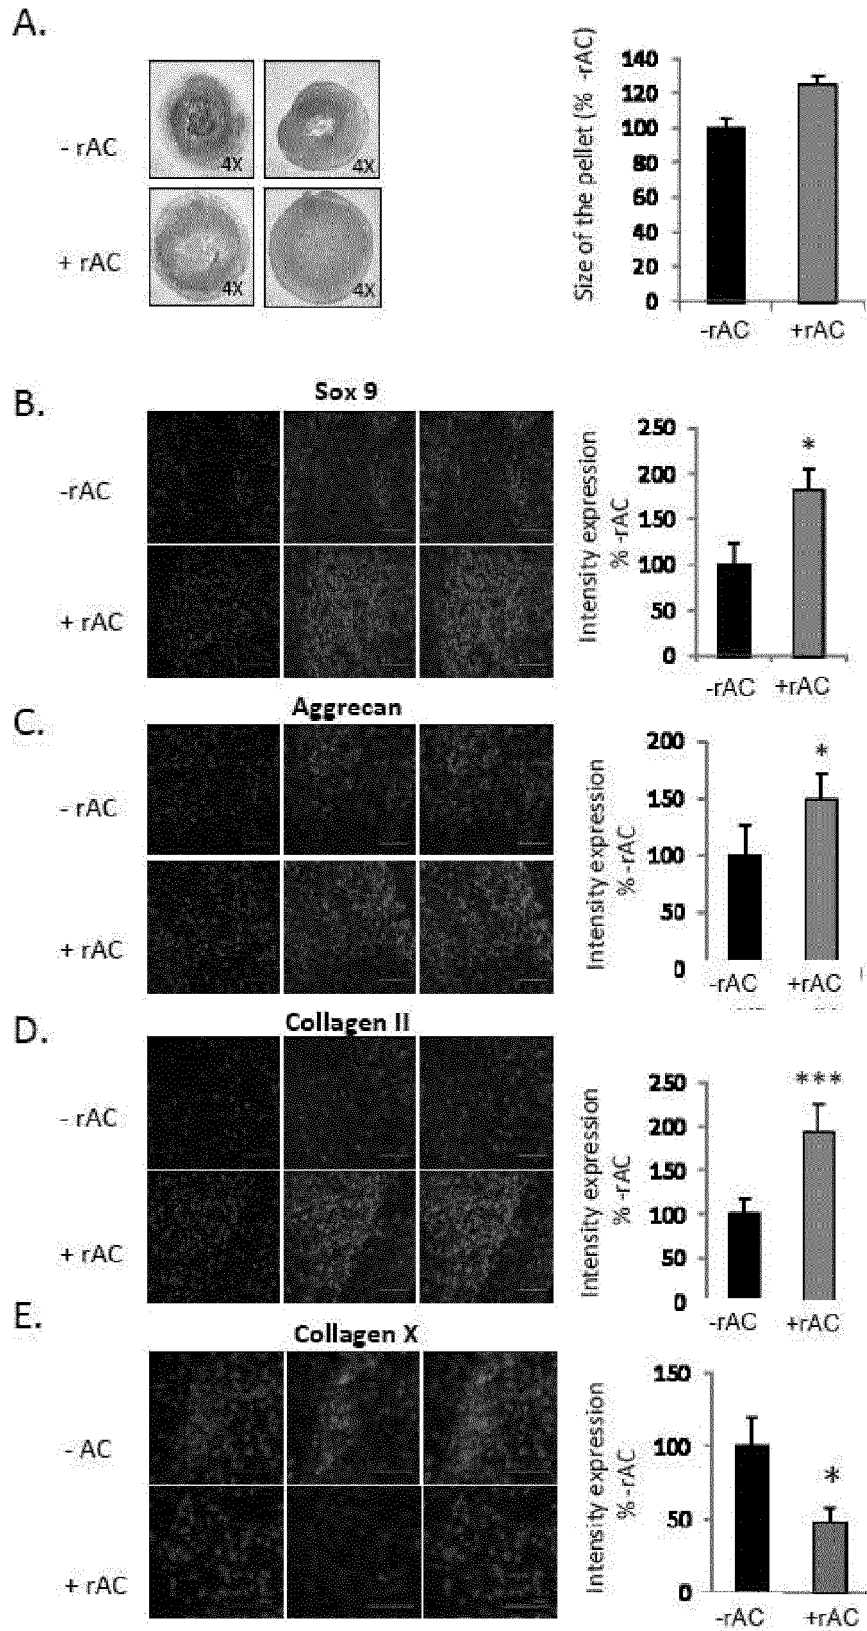 A.
- rAC
4X
4X
+ rAC
4X
4X
Size of the pellet (% -rAC)
140
120
100
80
60
40
20
0
-rAC +rAC
B.
Sox 9
-rAC
+ rAC
Intensity expression
% -rAC
250
200
150
100
50
0
*
-rAC +rAC
C.
Aggrecan
- rAC
+ rAC
Intensity expression
% -rAC
200
150
100
50
0
*
-rAC +rAC
D.
Collagen II
- rAC
+ rAC
Intensity expression
% -rAC
250
200
150
100
50
0
***
-rAC +rAC
E.
Collagen X
- AC
+ rAC
Intensity expression
% -rAC
150
100
50
0
*
-rAC +rAC